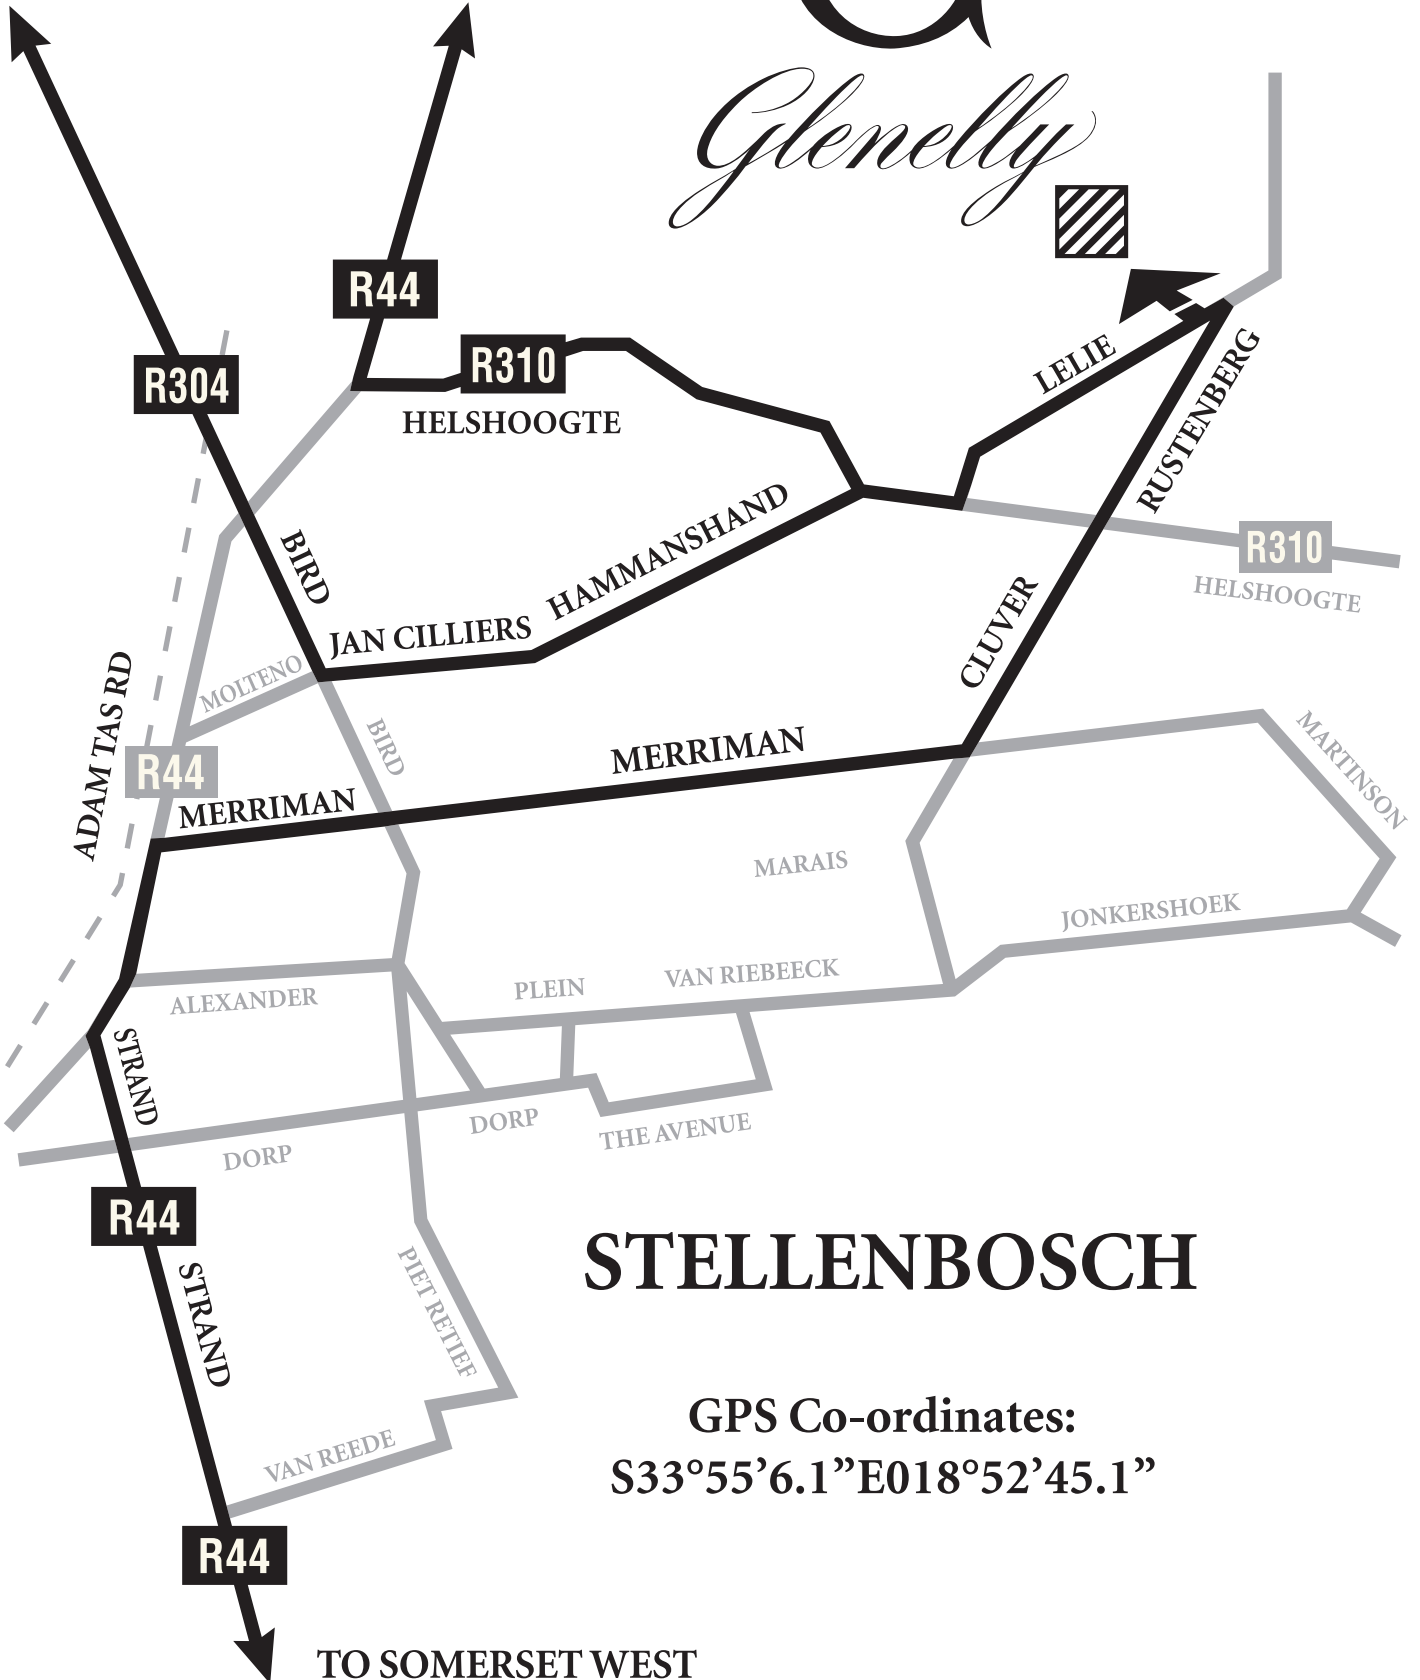 Glenelly
R44
R310
R304
HELSHOOGTE
LELIE
RUSTENBERG
HAMMANSHAND
BIRD
R310
HELSHOOGTE
JAN CILLIERS
CLUVER
MOLTENO
ADAM TAS RD
BIRD
R44
MERRIMAN
MERRIMAN
MARTINSON
MARAIS
JONKERSHOEK
ALEXANDER
PLEIN
VAN RIEBEECK
STRAND
DORP
THE AVENUE
DORP
R44
STELLENBOSCH
PIET RETIEF
STRAND
GPS Co-ordinates:
S33°55’6.1”E018°52’45.1”
VAN REEDE
R44
TO SOMERSET WEST